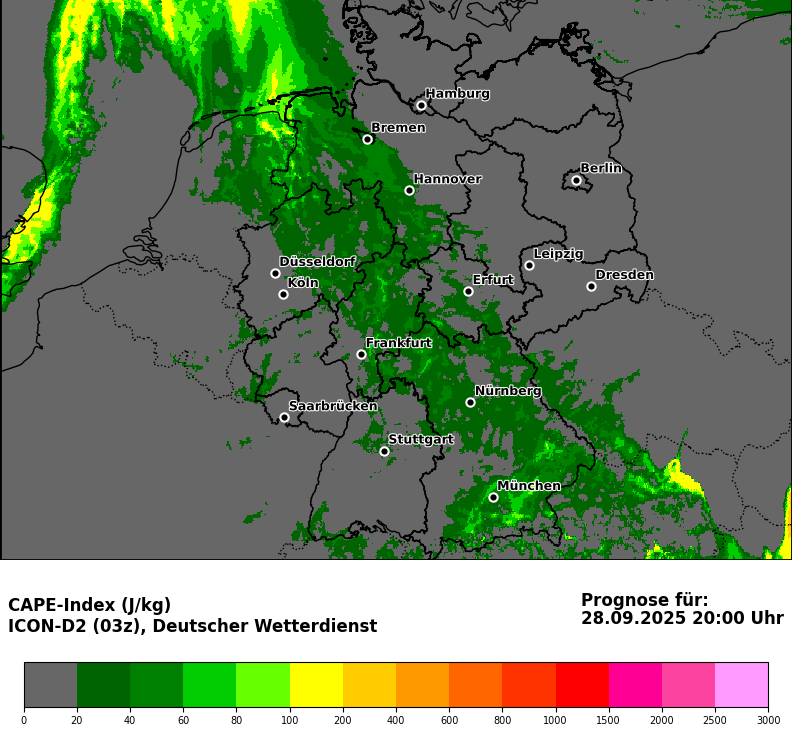 Hamburg
Bremen
Berlin
Hannover
Leipzig
Düsseldorf
Dresden
Köln
Erfurt
Frankfurt
Nürnberg
Saarbrücken
Stuttgart
München
CAPE-Index (J/kg)
ICON-D2 (03z), Deutscher Wetterdienst
Prognose für:
28.09.2025 20:00 Uhr
0 20 40 60 80 100 200 400 600 800 1000 1500 2000 2500 3000